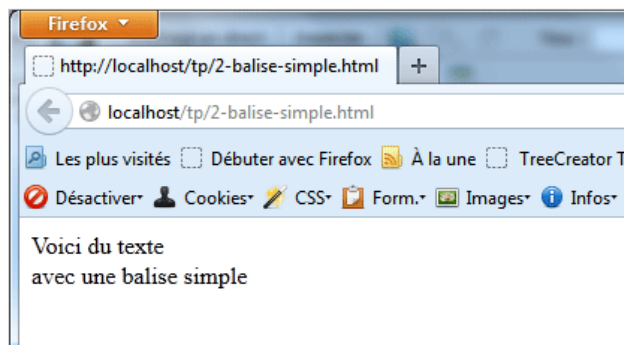 Firefox
http://localhost/tp/2-balise-simple.html
localhost/tp/2-balise-simple.html
Les plus visités Débuter avec Firefox À la une TreeCreator T
Désactiver Cookies CSS Form. Images Infos
Voici du texte
avec une balise simple